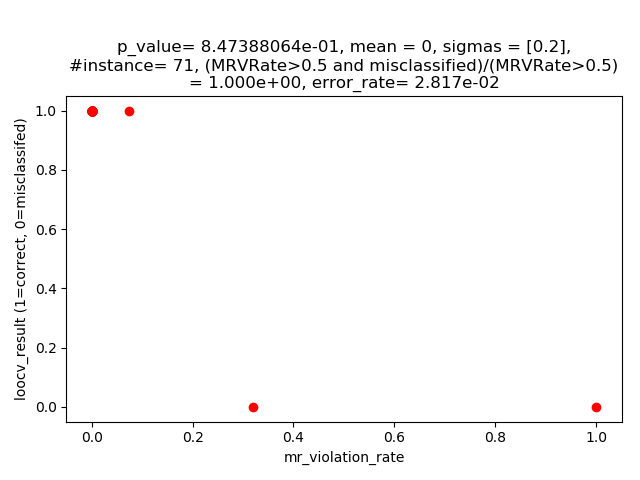 p_value= 8.47388064e-01, mean = 0, sigmas = [0.2],
#instance= 71, (MRVRate>0.5 and misclassified)/(MRVRate>0.5)
= 1.000e+00, error_rate= 2.817e-02
loocv_result (1=correct, 0=misclassifed)
1.0
0.8
0.6
0.4
0.2
0.0
0.0 0.2 0.4 0.6 0.8 1.0
mr_violation_rate